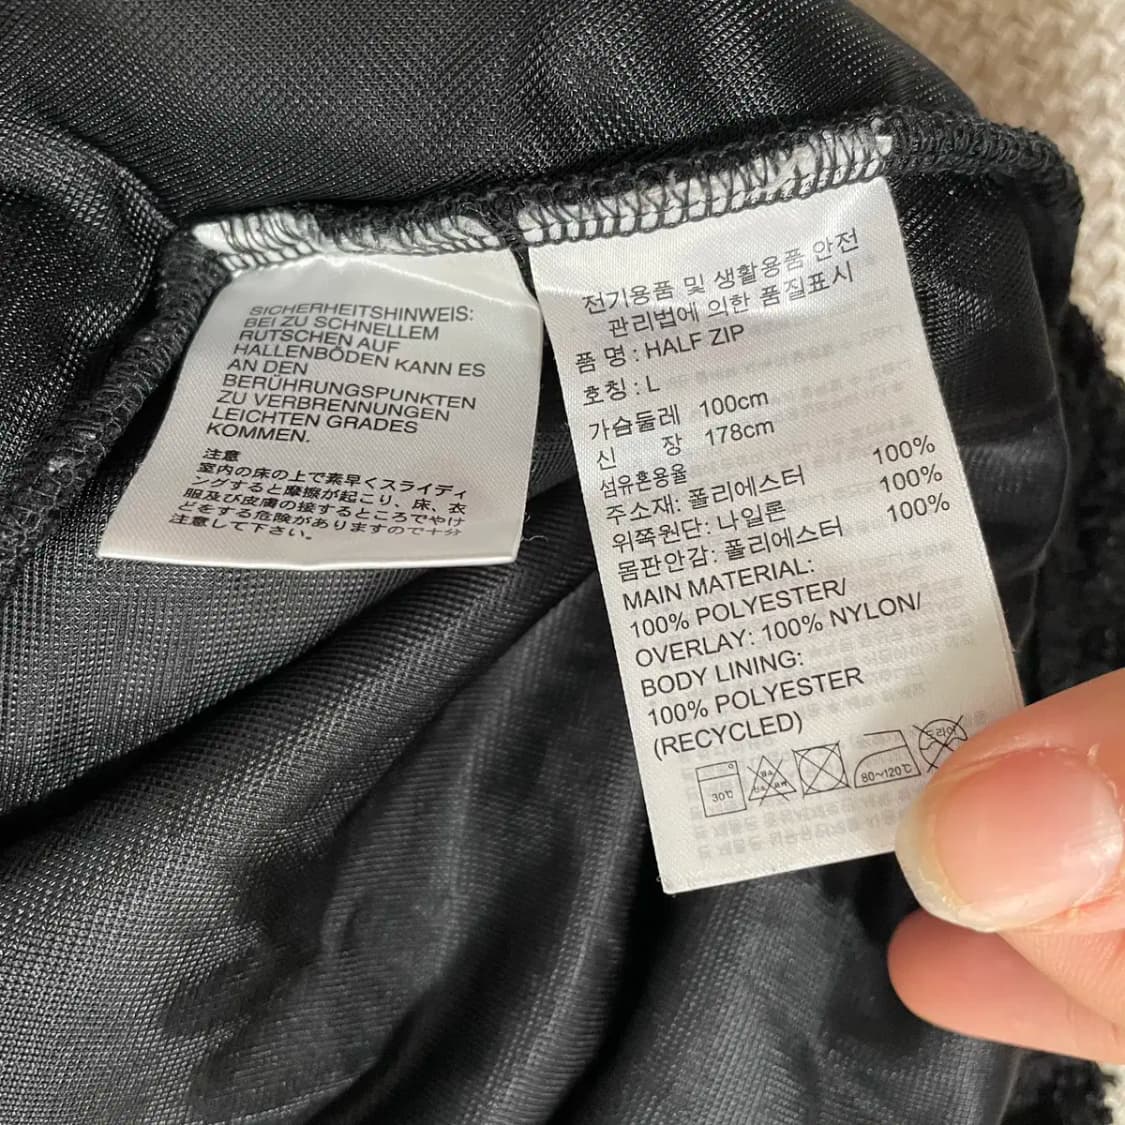 SICHERHEITSHINWEIS:
BEI ZU SCHNELLEM
RUTSCHEN AUF
HALLENBÖDEN KANN ES
AN DEN
BERÜHRUNGSPUNKTEN
ZU VERBRENNUNGEN
LEICHTEN GRADES
KOMMEN.
注意
室内の床の上で素早くスライディ
ングすると摩擦が起こり、床、衣
服及び皮膚の接するところでやけ
どをする危険がありますので十分
注意して下さい。
전기용품 및 생활용품 안전
관리법에 의한 품질표시
품 명 : HALF ZIP
호칭 : L
가슴둘레 100cm
신 장 178cm
섬유혼용율
주소재: 폴리에스터 100%
위쪽원단: 나일론 100%
몸판안감: 폴리에스터 100%
MAIN MATERIAL:
100% POLYESTER/
OVERLAY: 100% NYLON/
BODY LINING:
100% POLYESTER
(RECYCLED)
30℃ 80~120℃ 드라이